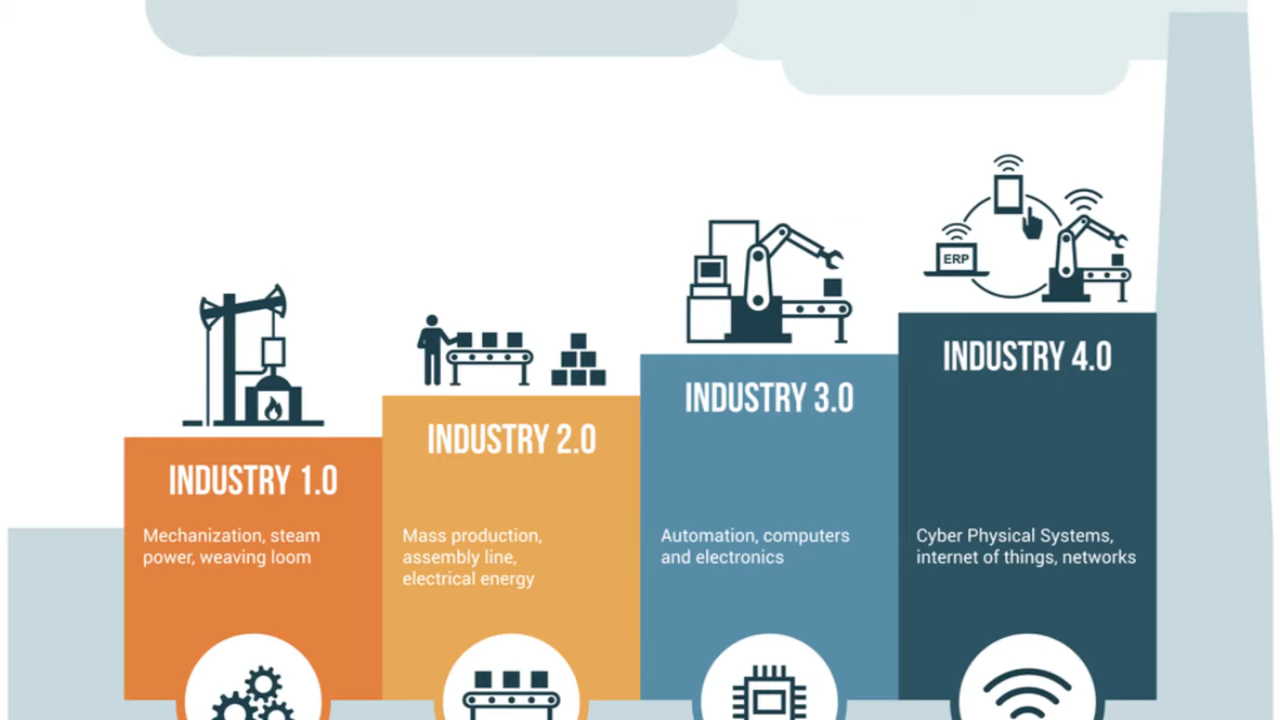 ERP
INDUSTRY 4.0
INDUSTRY 3.0
INDUSTRY 2.0
INDUSTRY 1.0
Mechanization, steam
power, weaving loom
Mass production,
assembly line,
electrical energy
Automation, computers
and electronics
Cyber Physical Systems,
internet of things, networks